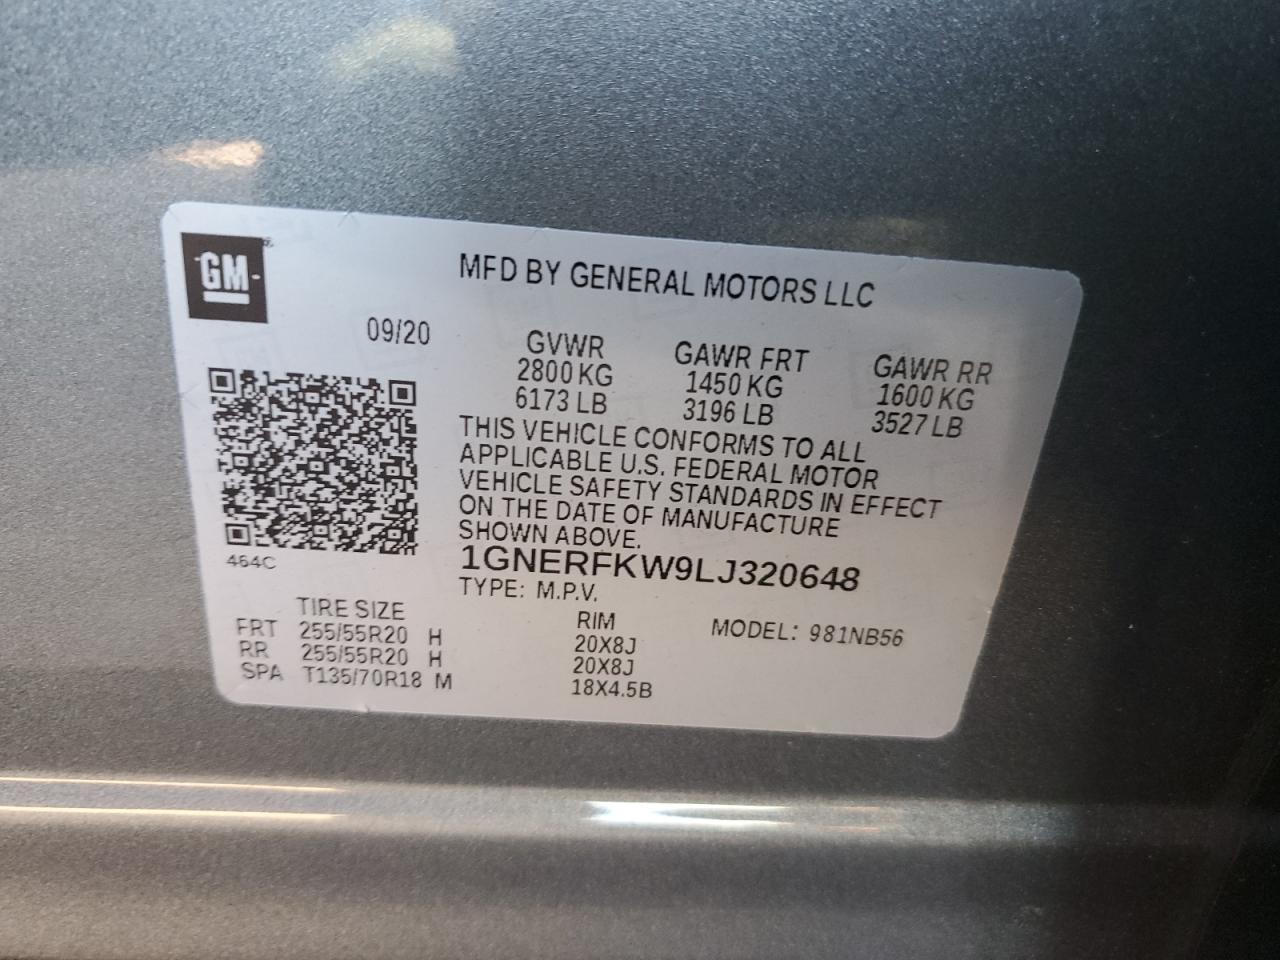 GM
MFD BY GENERAL MOTORS LLC
09/20
GVWR GAWR FRT GAWR RR
2800 KG 1450 KG 1600 KG
6173 LB 3196 LB 3527 LB
THIS VEHICLE CONFORMS TO ALL
APPLICABLE U.S. FEDERAL MOTOR
VEHICLE SAFETY STANDARDS IN EFFECT
ON THE DATE OF MANUFACTURE
SHOWN ABOVE.
464C
1GNERFKW9LJ320648
TYPE: M.P.V.
TIRE SIZE RIM MODEL: 981NB56
FRT 255/55R20 H 20X8J
RR 255/55R20 H 20X8J
SPA T135/70R18 M 18X4.5B